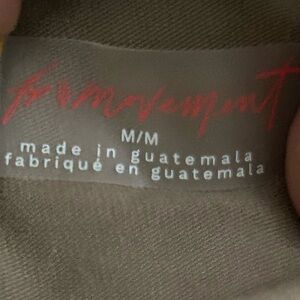 fp movement
M/M
made in guatemala
fabriqué en guatemala